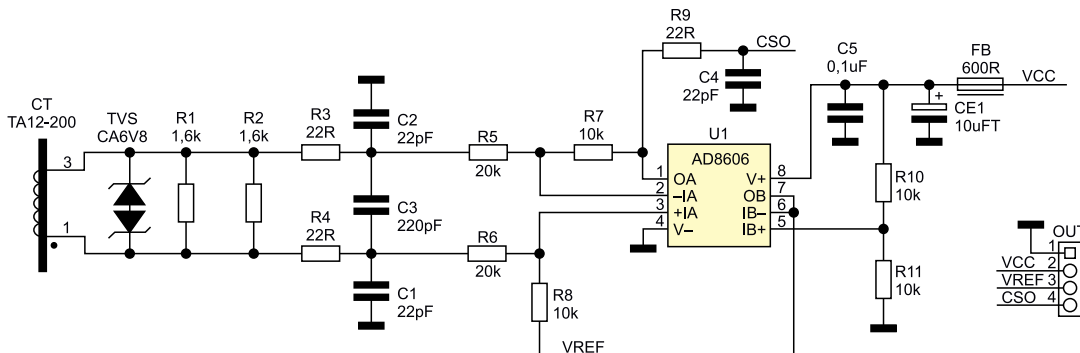 R9
22R
CSO
C4
22pF
C5
0,1uF
FB
600R
VCC
+
CE1
10uFT
CT
TA12-200
3
1
TVS
CA6V8
R1
1,6k
R2
1,6k
R3
22R
C2
22pF
R5
20k
R7
10k
U1
AD8606
1 OA V+ 8
2 –IA OB 7
3 +IA IB– 6
4 V– IB+ 5
R10
10k
C3
220pF
R4
22R
R6
20k
C1
22pF
R8
10k
VREF
R11
10k
OUT
1
VCC 2
VREF 3
CSO 4